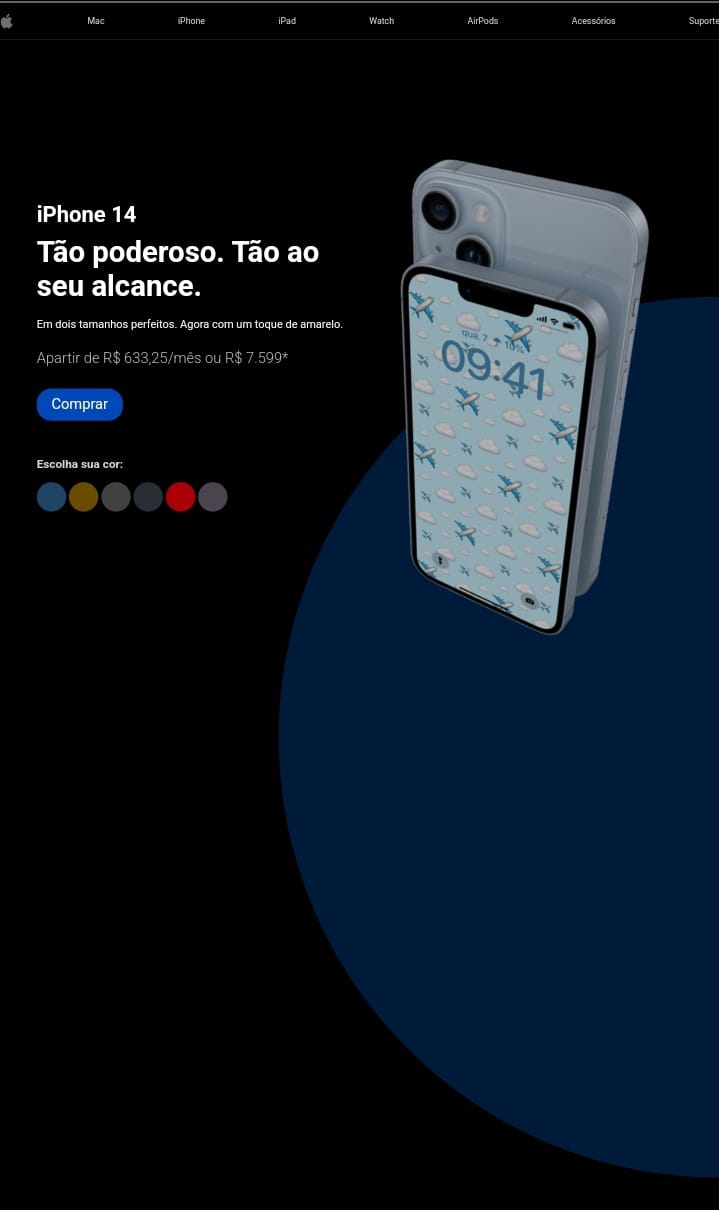 Mac iPhone iPad Watch AirPods Acessórios Suporte
iPhone 14
Tão poderoso. Tão ao
seu alcance.
Em dois tamanhos perfeitos. Agora com um toque de amarelo.
Apartir de R$ 633,25/mês ou R$ 7.599*
Comprar
Escolha sua cor:
qua. 7 10%
09:41